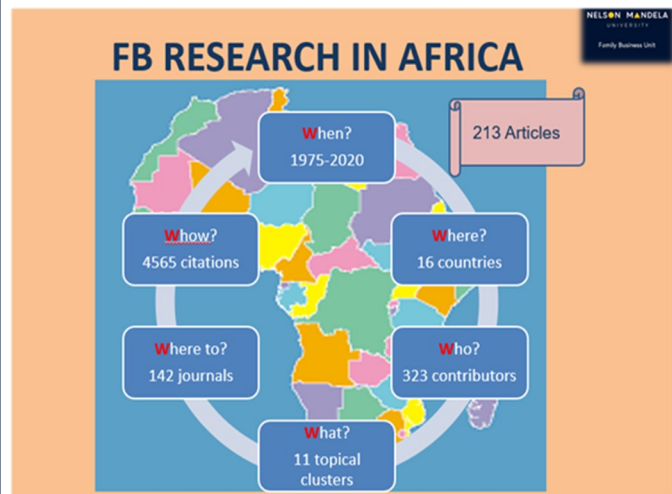 NELSON MANDELA
UNIVERSITY
Family Business Unit
FB RESEARCH IN AFRICA
213 Articles
When?
1975-2020
Where?
16 countries
Who?
323 contributors
What?
11 topical
clusters
Where to?
142 journals
Whow?
4565 citations